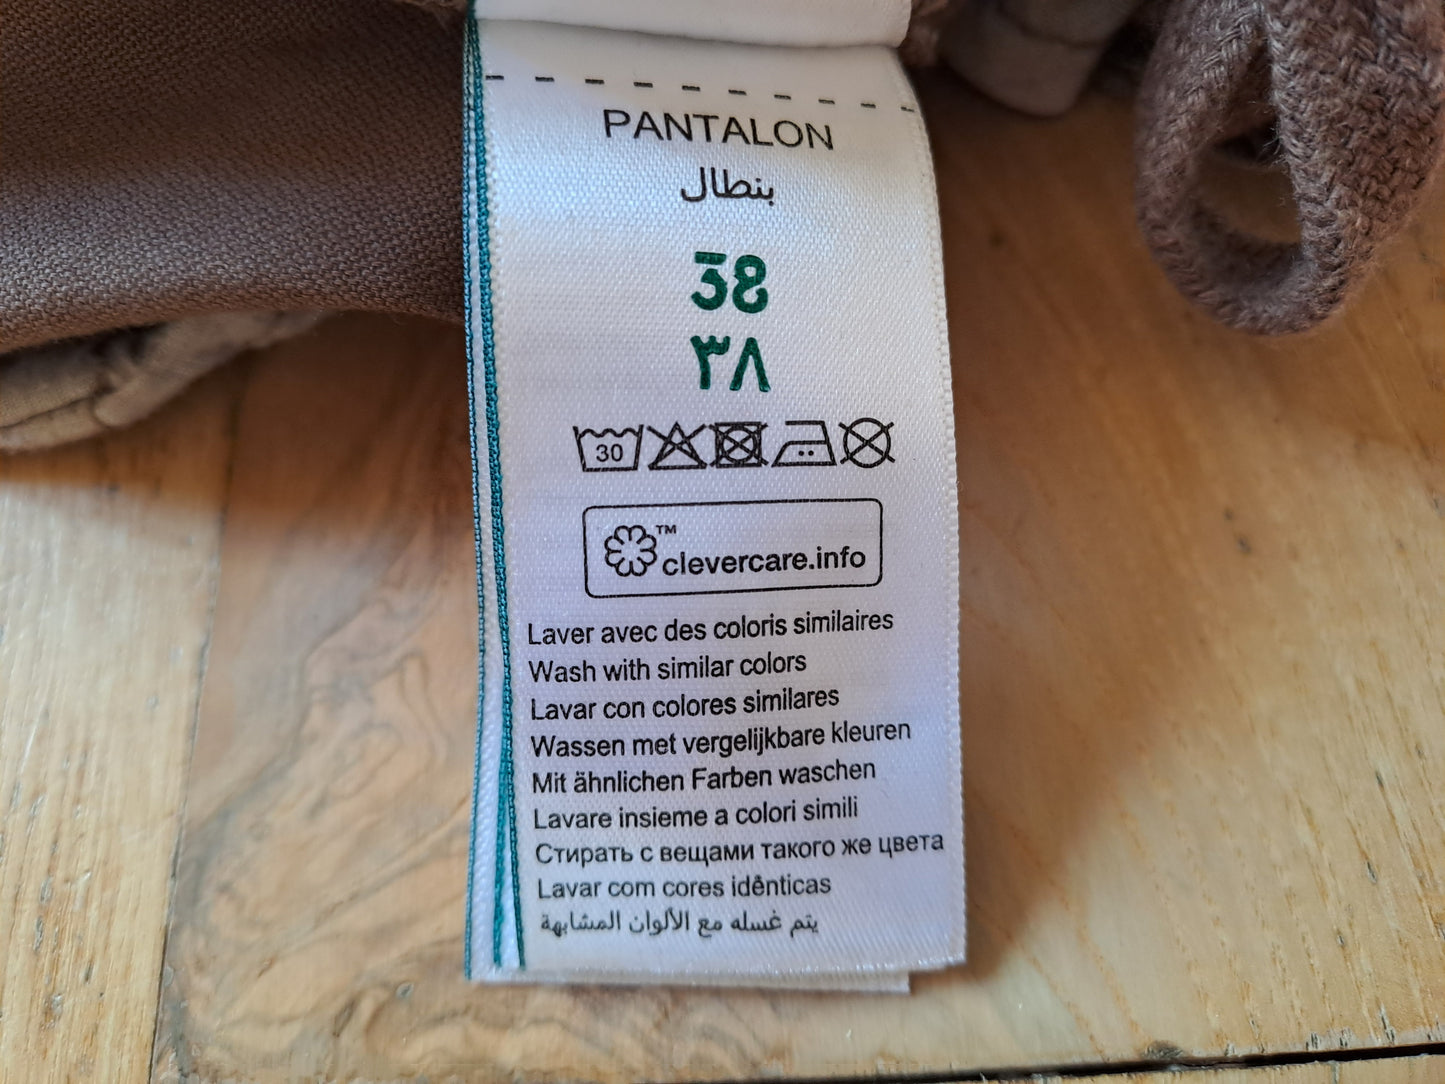 PANTALON
بنطال
38
٣٨
30
™
clevercare.info
Laver avec des coloris similaires
Wash with similar colors
Lavar con colores similares
Wassen met vergelijkbare kleuren
Mit ähnlichen Farben waschen
Lavare insieme a colori simili
Стирать с вещами такого же цвета
Lavar com cores idênticas
يتم غسله مع الألوان المشابهة